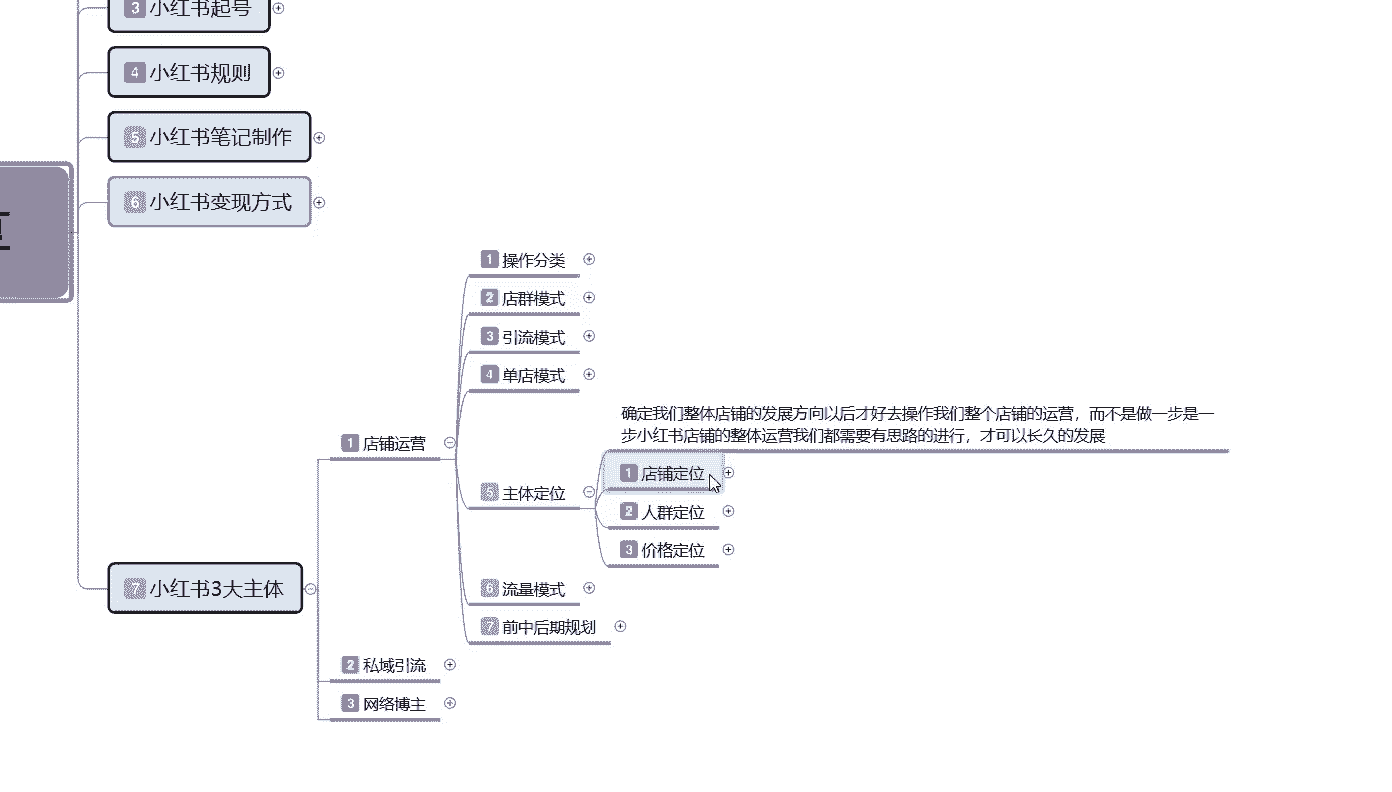 3 小红书起号
4 小红书规则
5 小红书笔记制作
6 小红书变现方式
7 小红书3大主体
1 店铺运营
1 操作分类
2 店群模式
3 引流模式
4 单店模式
5 主体定位
确定我们整体店铺的发展方向以后才好去操作我们整个店铺的运营，而不是做一步是一
步小红书店铺的整体运营我们都需要有思路的进行，才可以长久的发展
1 店铺定位
2 人群定位
3 价格定位
6 流量模式
7 前中后期规划
2 私域引流
3 网络博主